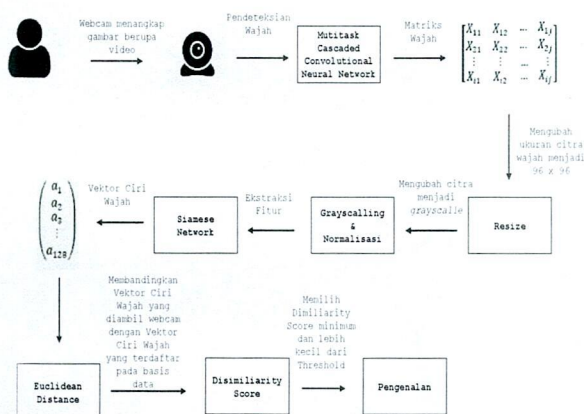 Webcam menangkap
gambar berupa
video
Pendeteksian
Wajah
Mutitask
Cascaded
Convolutional
Neural Network
Matriks
Wajah
X₁₁ X₁₂ ... X₁ⱼ
X₂₁ X₂₂ ... X₂ⱼ
⋮ ⋮ ... ⋮
Xᵢ₁ Xᵢ₂ ... Xᵢⱼ
Mengubah
ukuran citra
wajah menjadi
96 x 96
Resize
Mengubah citra
menjadi
grayscalle
Grayscalling
&
Normalisasi
Ekstraksi
Fitur
Siamese
Network
Vektor Ciri
Wajah
a₁
a₂
a₃
⋮
a₁₂₈
Membandingkan
Vektor Ciri
Wajah yang
diambil webcam
dengan Vektor
Ciri Wajah
yang terdaftar
pada basis
data
Euclidean
Distance
Disimiliarity
Score
Memilih
Dimiliarity
Score minimum
dan lebih
kecil dari
Threshold
Pengenalan